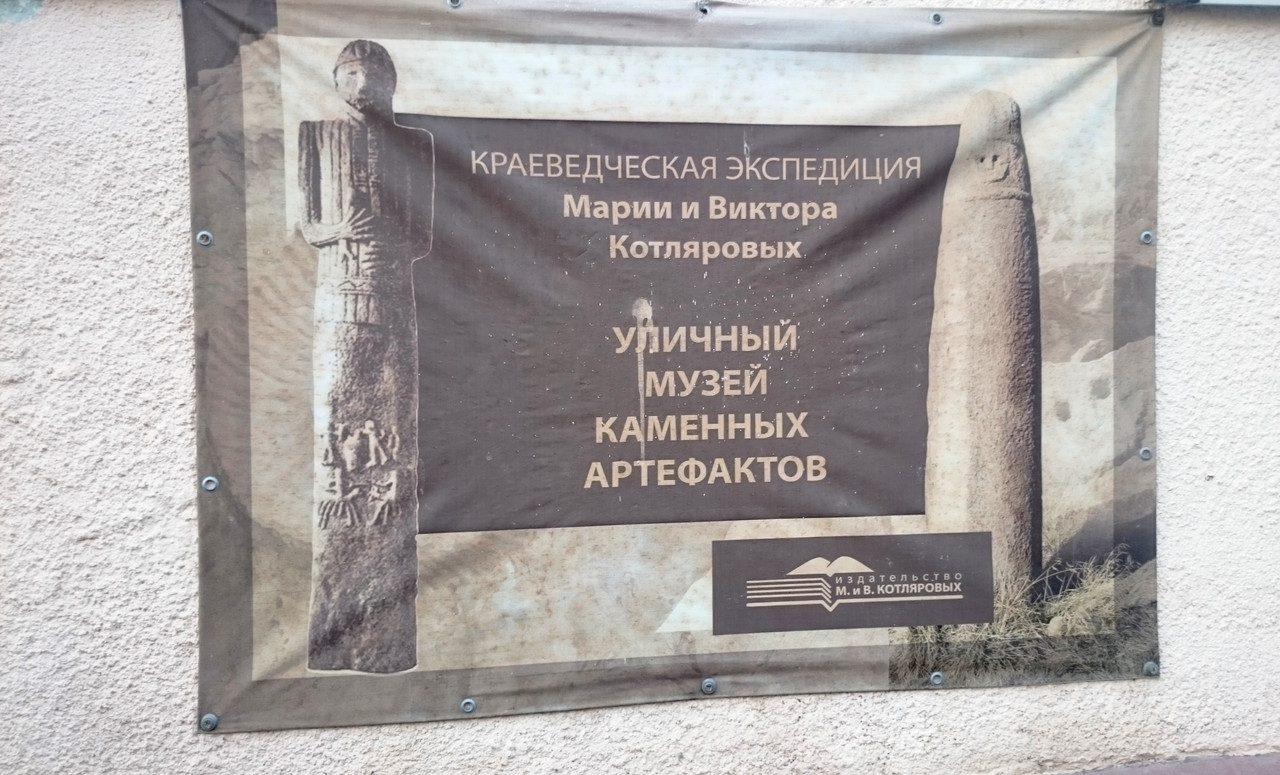 КРАЕВЕДЧЕСКАЯ ЭКСПЕДИЦИЯ
Марии и Виктора
Котляровых
УЛИЧНЫЙ
МУЗЕЙ
КАМЕННЫХ
АРТЕФАКТОВ
издательство
М. и В. КОТЛЯРОВЫХ